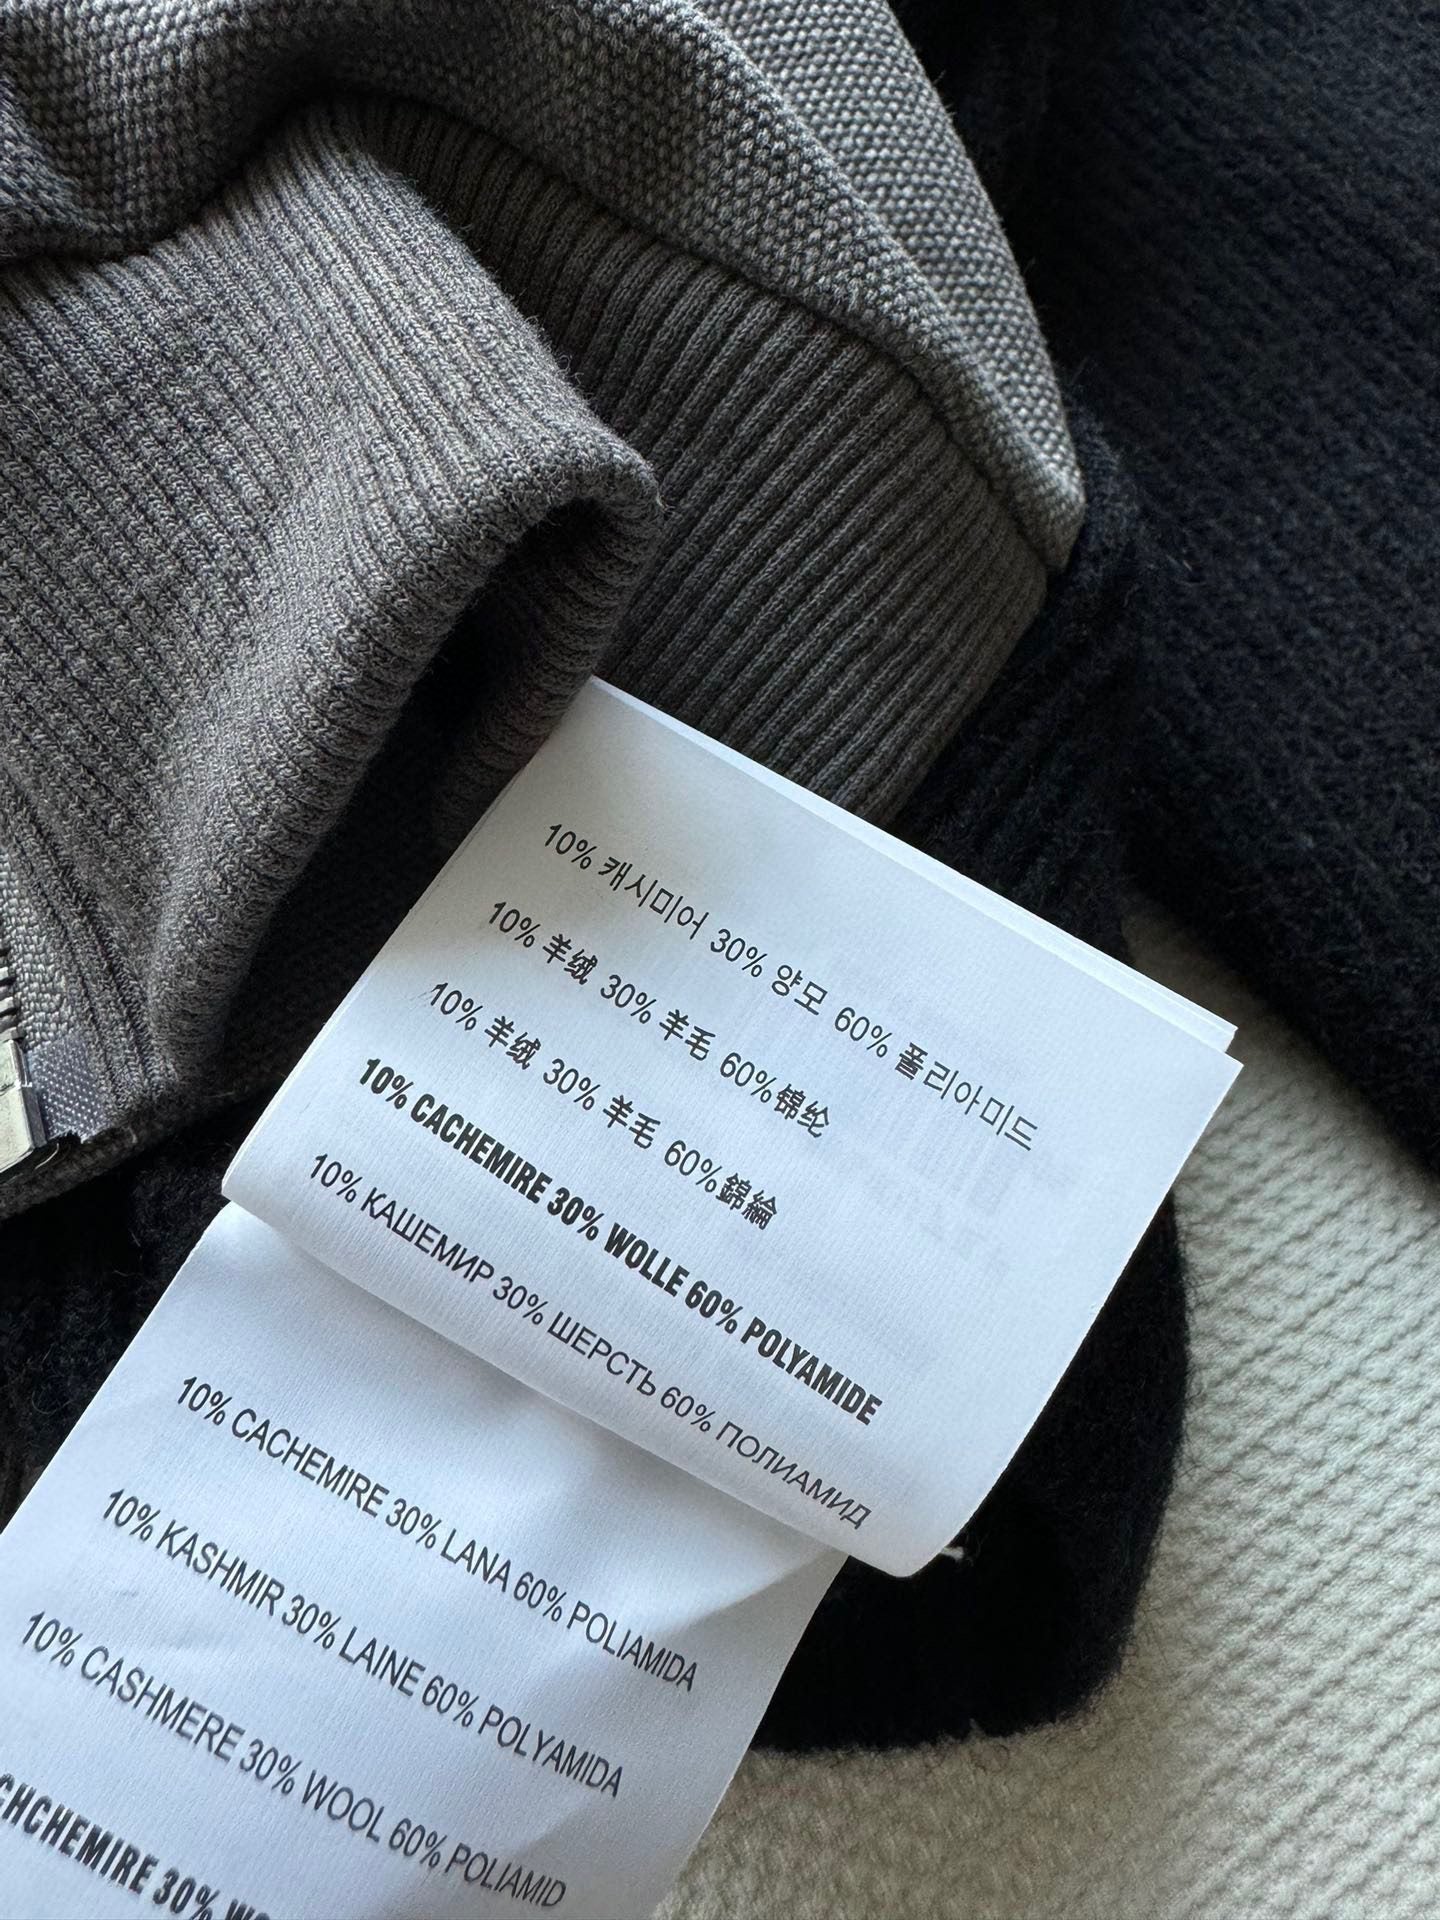 10% 캐시미어 30% 양모 60% 폴리아미드
10% 羊绒 30% 羊毛 60%锦纶
10% 羊绒 30% 羊毛 60%錦綸
10% CACHEMIRE 30% WOLLE 60% POLYAMIDE
10% КАШЕМИР 30% ШЕРСТЬ 60% ПОЛИАМИД
10% CACHEMIRE 30% LANA 60% POLIAMIDA
10% KASHMIR 30% LAINE 60% POLYAMIDA
10% CASHMERE 30% WOOL 60% POLIAMID
CHCHEMIRE 30%